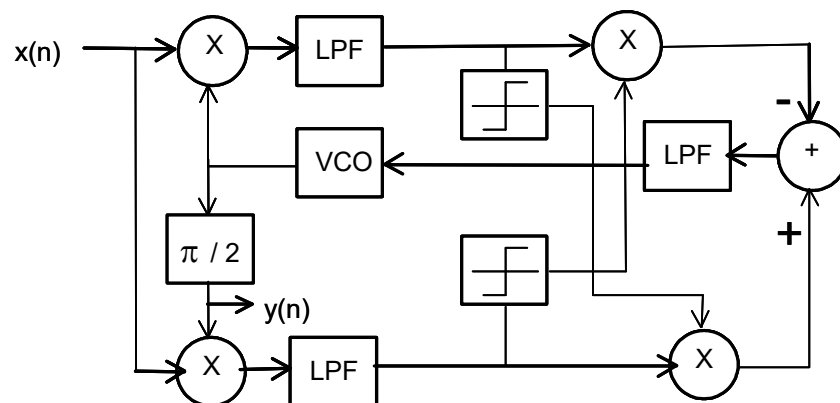 x(n)
X
LPF
X
-
VCO
LPF
+
π / 2
+
y(n)
X
LPF
X